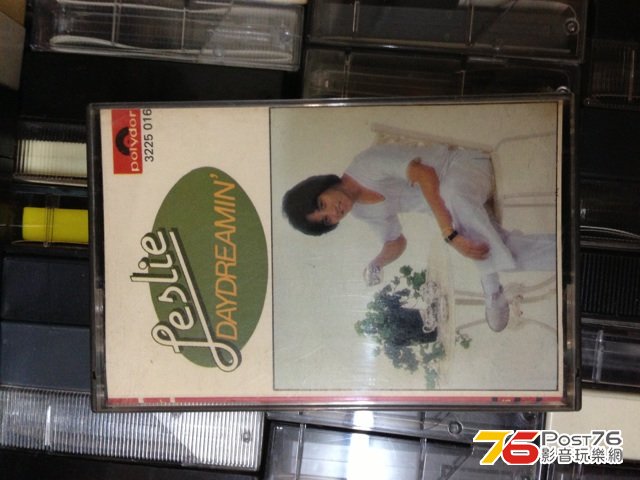 polydor
3225 016
Leslie
DAYDREAMIN'
76 POST76
影音玩樂網